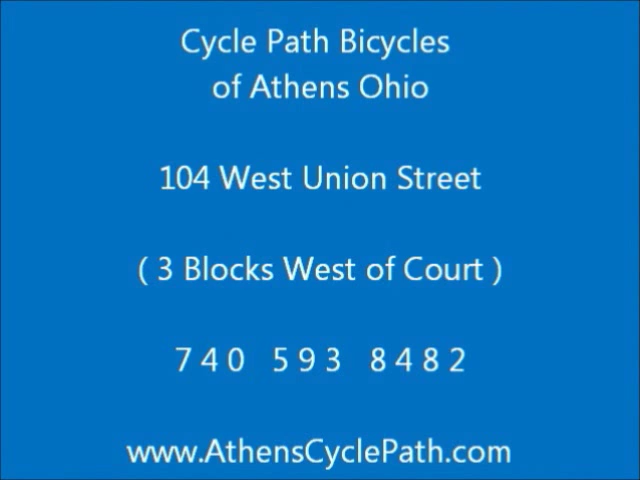 Cycle Path Bicycles
of Athens Ohio
104 West Union Street
( 3 Blocks West of Court )
7 4 0   5 9 3   8 4 8 2
www.AthensCyclePath.com